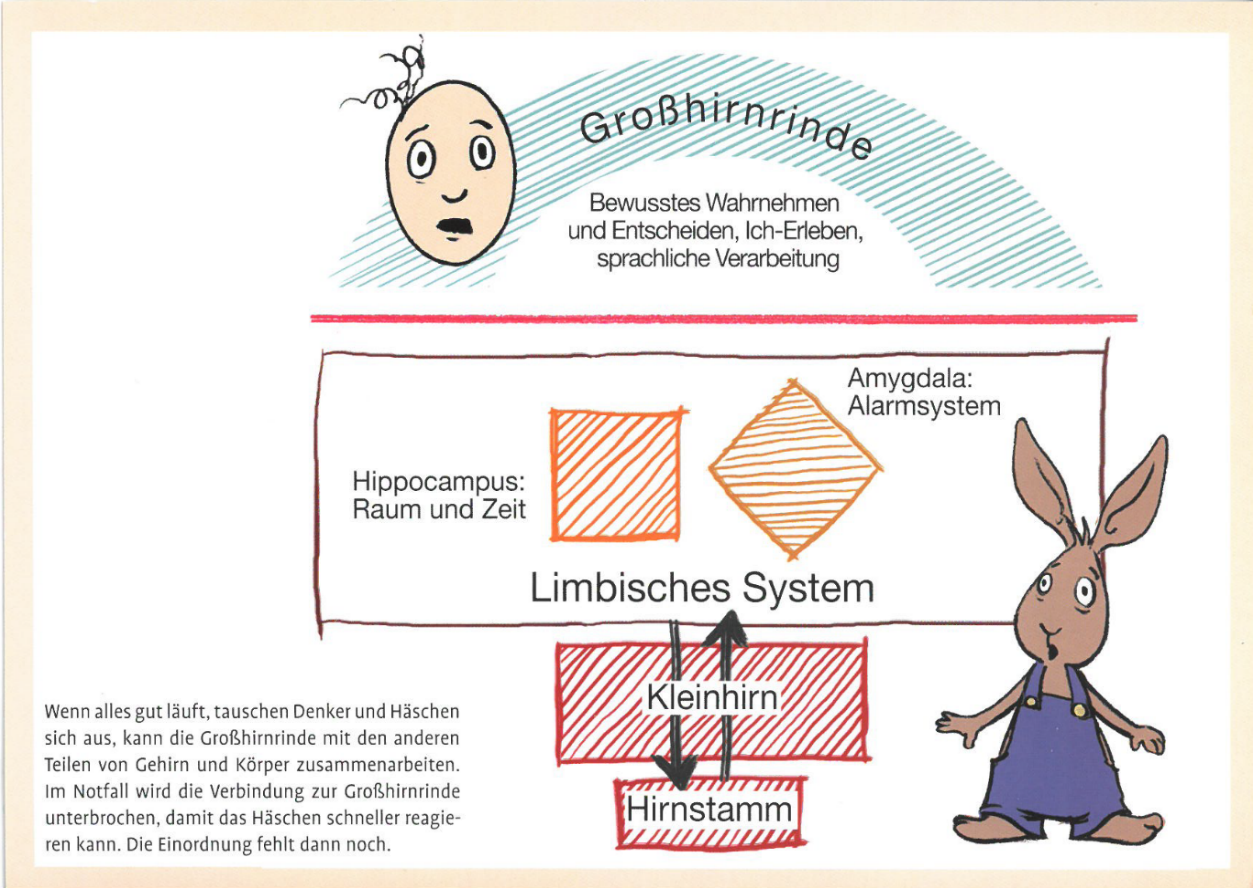 Großhirnrinde
Bewusstes Wahrnehmen
und Entscheiden, Ich-Erleben,
sprachliche Verarbeitung
Amygdala:
Alarmsystem
Hippocampus:
Raum und Zeit
Limbisches System
Kleinhirn
Hirnstamm
Wenn alles gut läuft, tauschen Denker und Häschen
sich aus, kann die Großhirnrinde mit den anderen
Teilen von Gehirn und Körper zusammenarbeiten.
Im Notfall wird die Verbindung zur Großhirnrinde
unterbrochen, damit das Häschen schneller reagie-
ren kann. Die Einordnung fehlt dann noch.